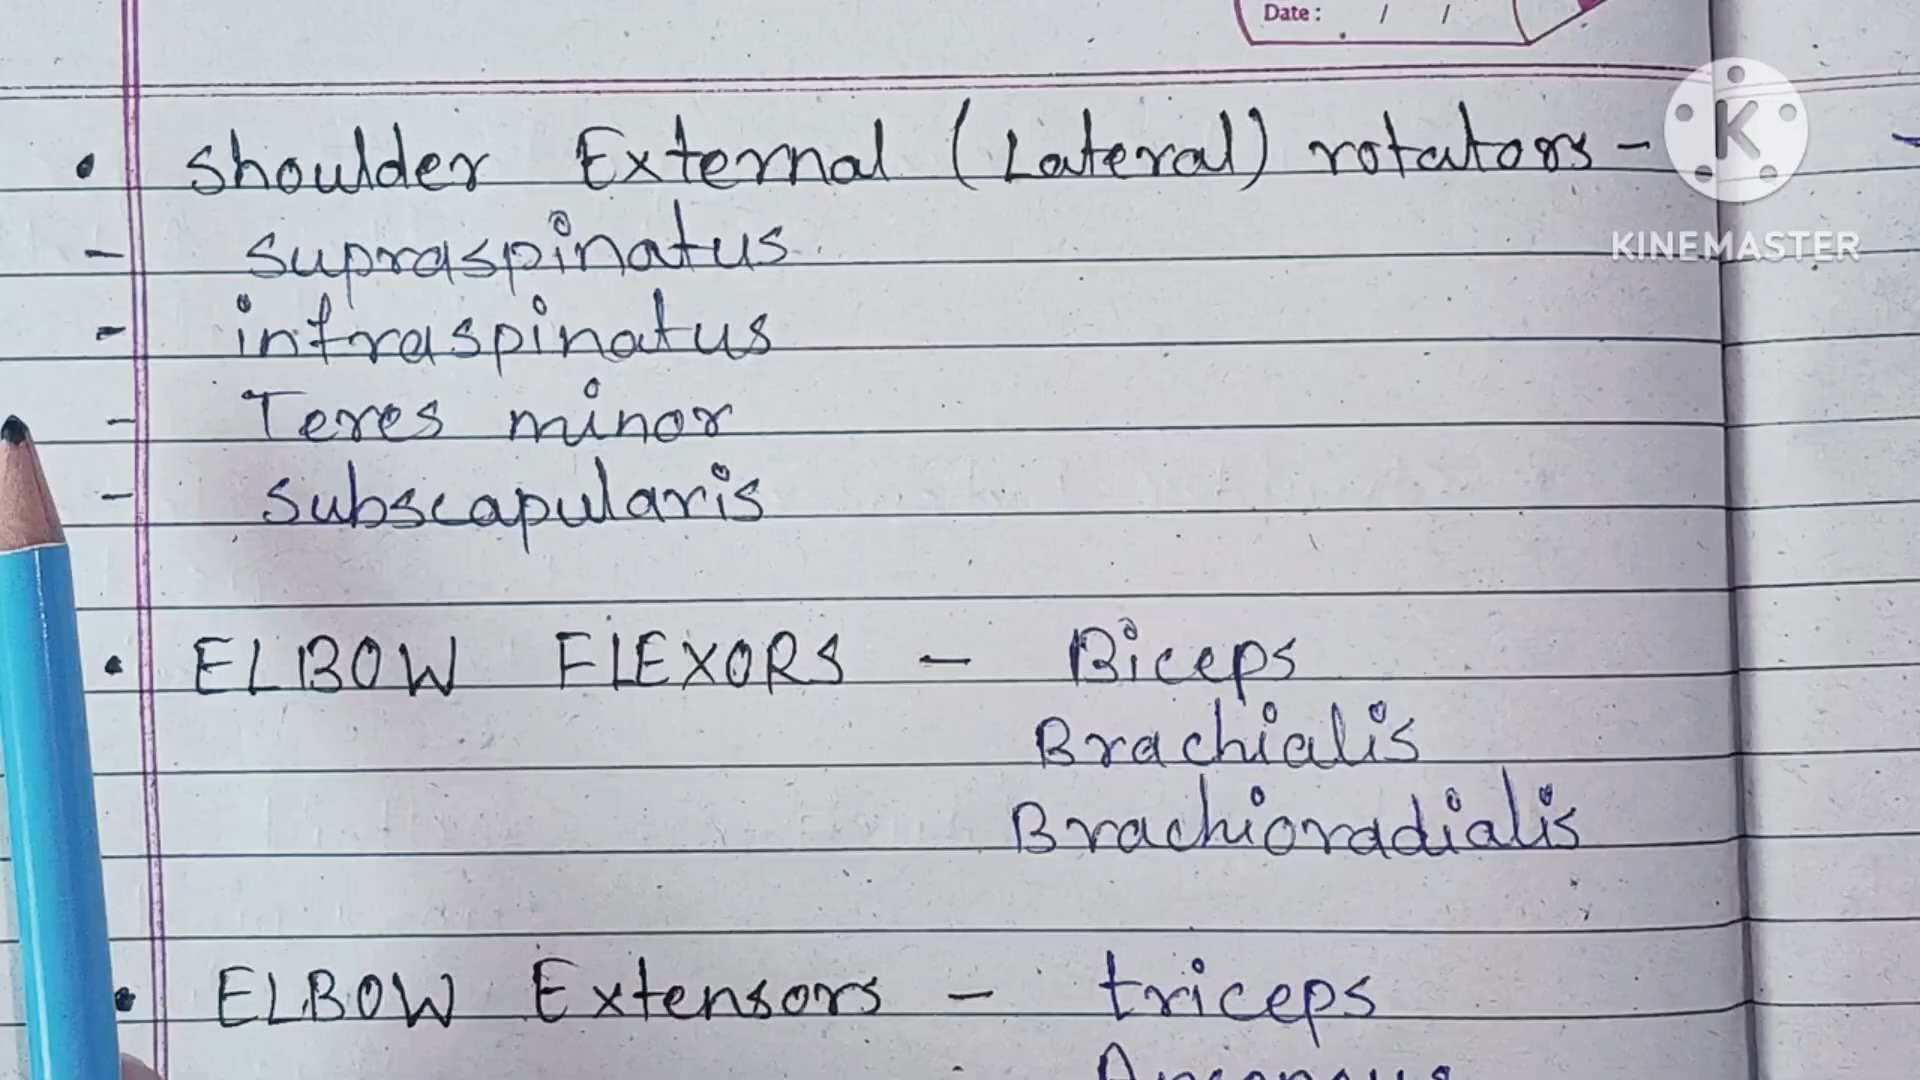 Date : / /
• Shoulder External (Lateral) rotators -
KINEMASTER
- Supraspinatus
- infraspinatus
- Teres minor
- Subscapularis
• ELBOW FLEXORS - Biceps
Brachialis
Brachioradialis
• ELBOW Extensors - triceps